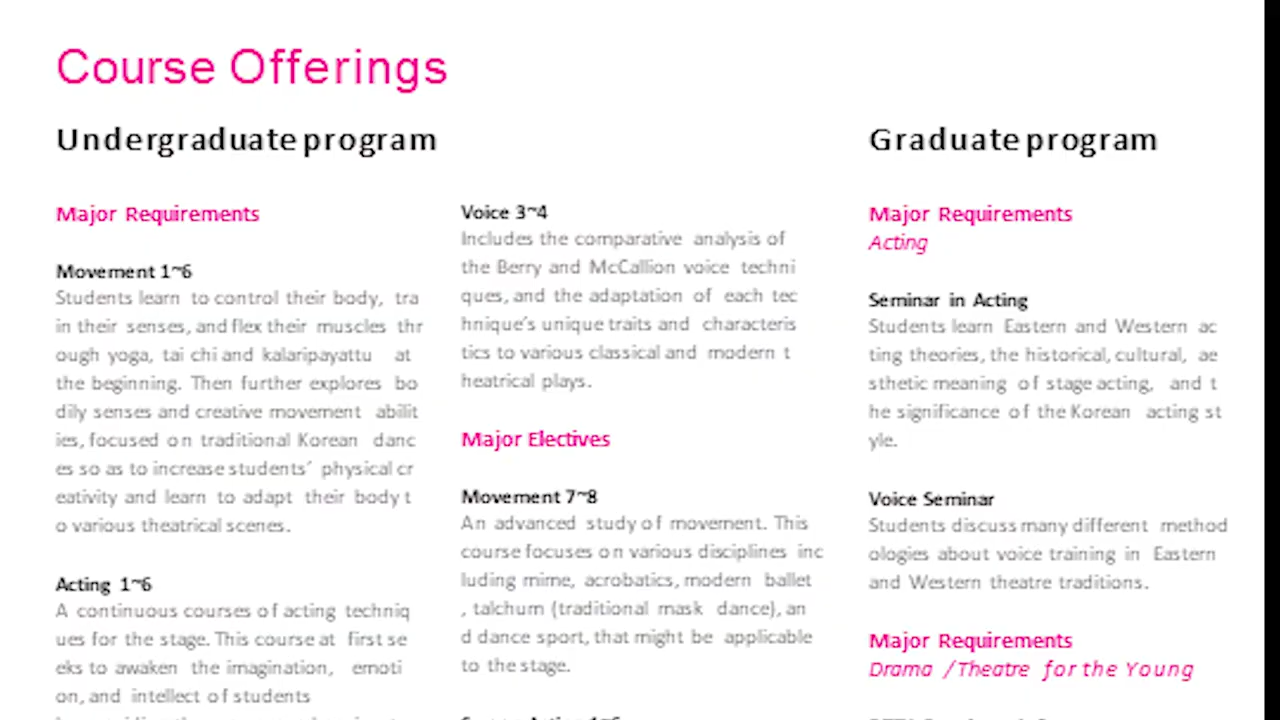 Course Offerings
Undergraduate program
Major Requirements
Movement 1~6
Students learn to control their body, tra
in their senses, and flex their muscles thr
ough yoga, tai chi and kalaripayattu at
the beginning. Then further explores bo
dily senses and creative movement abilit
ies, focused on traditional Korean danc
es so as to increase students’ physical cr
eativity and learn to adapt their body t
o various theatrical scenes.
Acting 1~6
A continuous courses of acting techniq
ues for the stage. This course at first se
eks to awaken the imagination, emoti
on, and intellect of students
Voice 3~4
Includes the comparative analysis of
the Berry and McCallion voice techni
ques, and the adaptation of each tec
hnique’s unique traits and characteris
tics to various classical and modern t
heatrical plays.
Major Electives
Movement 7~8
An advanced study of movement. This
course focuses on various disciplines inc
luding mime, acrobatics, modern ballet
, talchum (traditional mask dance), an
d dance sport, that might be applicable
to the stage.
Graduate program
Major Requirements
Acting
Seminar in Acting
Students learn Eastern and Western ac
ting theories, the historical, cultural, ae
sthetic meaning of stage acting, and t
he significance of the Korean acting st
yle.
Voice Seminar
Students discuss many different method
ologies about voice training in Eastern
and Western theatre traditions.
Major Requirements
Drama / Theatre for the Young